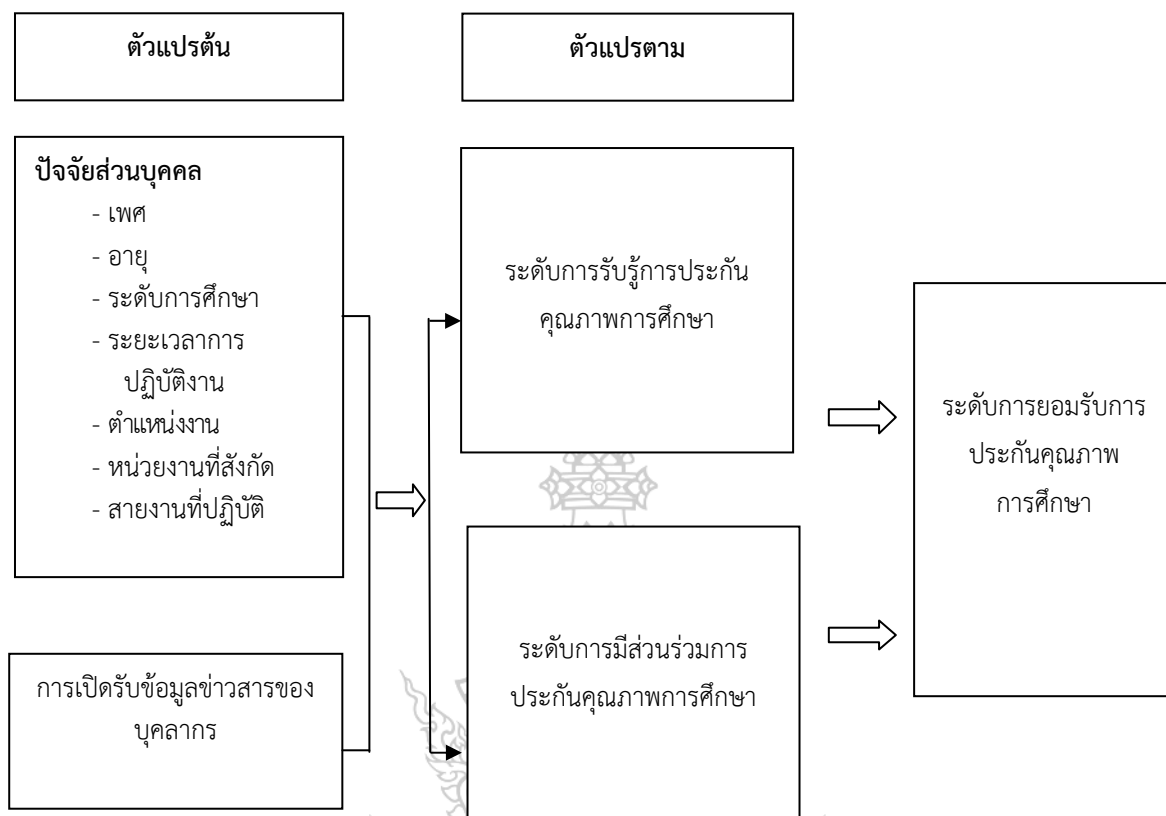 ตัวแปรต้น
ตัวแปรตาม
ปัจจัยส่วนบุคคล
- เพศ
- อายุ
- ระดับการศึกษา
- ระยะเวลาการ
ปฏิบัติงาน
- ตำแหน่งงาน
- หน่วยงานที่สังกัด
- สายงานที่ปฏิบัติ
การเปิดรับข้อมูลข่าวสารของ
บุคลากร
ระดับการรับรู้การประกัน
คุณภาพการศึกษา
ระดับการมีส่วนร่วมการ
ประกันคุณภาพการศึกษา
ระดับการยอมรับการ
ประกันคุณภาพ
การศึกษา